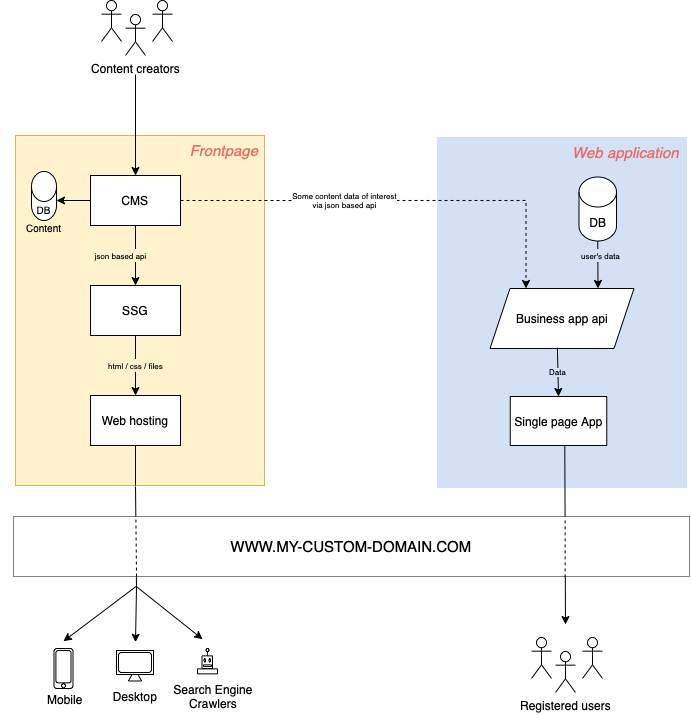 Content creators
Frontpage
Web application
CMS
DB
Content
Some content data of interest
via json based api
DB
json based api
user's data
SSG
Business app api
html / css / files
Data
Web hosting
Single page App
WWW.MY-CUSTOM-DOMAIN.COM
Mobile
Desktop
Search Engine
Crawlers
Registered users